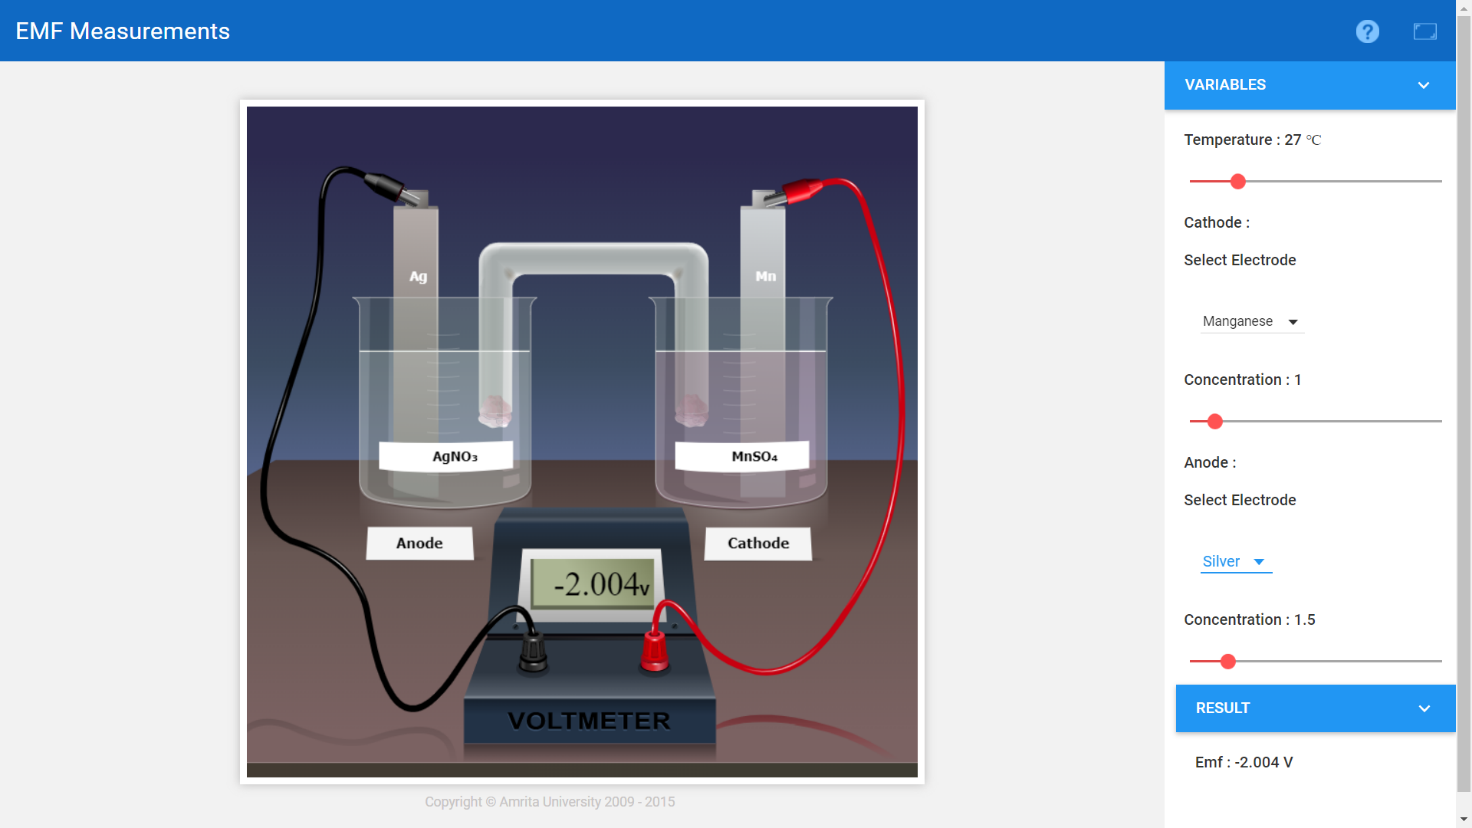 EMF Measurements
?
VARIABLES
Temperature : 27 °C
Cathode :
Select Electrode
Manganese
Concentration : 1
Anode :
Select Electrode
Silver
Concentration : 1.5
RESULT
Emf : -2.004 V
Ag
Mn
AgNO₃
MnSO₄
Anode
Cathode
-2.004v
VOLTMETER
Copyright © Amrita University 2009 - 2015